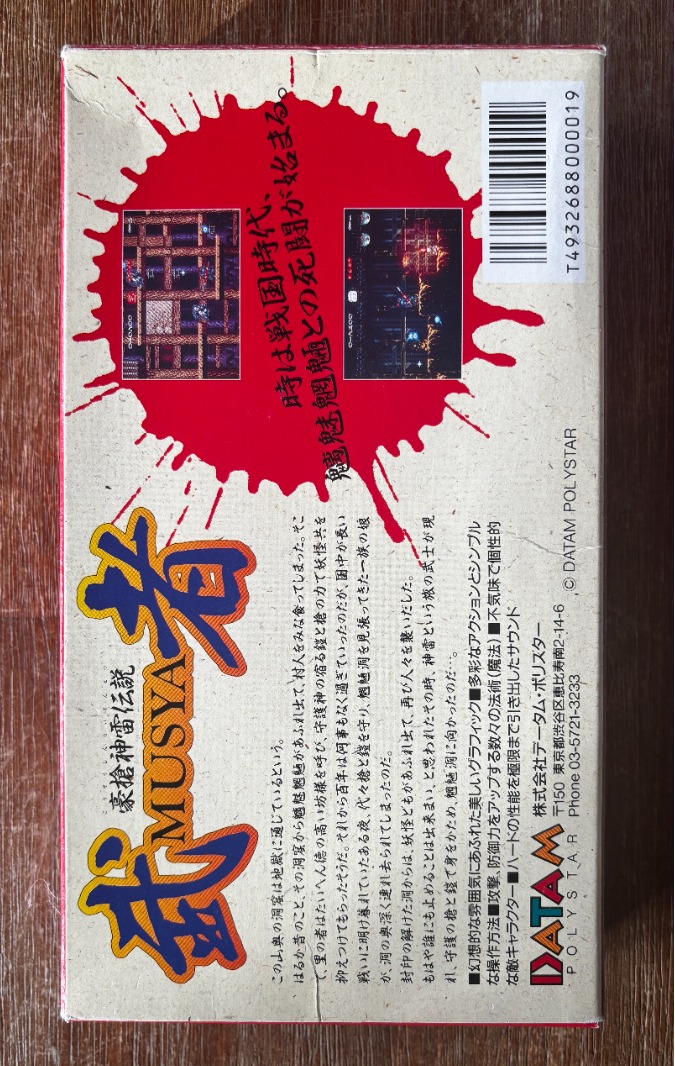 豪槍神雷伝説
武者
MUSYA
時は戦国時代、
魑魅魍魎との死闘が始まる。
この山奥の洞窟は地獄に通じているという。
はるか昔のこと、その洞窟から魑魅魍魎があふれ出て、村人をみな食ってしまった。そこ
で、里の者はたいへん徳の高い坊様を呼び、守護神の宿る鎧と槍の力で妖怪共を
抑えつけてもらったそうだ。それから百年は何事もなく過ぎていったのだが、国中が長い
戦いに明け暮れていたある夜、代々槍と鎧を守り、魍魎洞を見張ってきた一族の娘
が、洞の奥深く連れ去られてしまったのだ。
封印の解けた洞からは、妖怪どもがあふれ出て、再び人々を襲いだした。
もはや誰にも止めることは出来まい、と思われたその時、神雷という旅の武士が現
れ、守護の槍と鎧で身をかため、魍魎洞に向かったのだ…。
■幻想的な雰囲気にあふれた美しいグラフィック■多彩なアクションとシンプル
な操作方法■攻撃、防御力をアップする数々の法術(魔法)■不気味で個性的
な敵キャラクター■ハードの性能を極限まで引き出したサウンド
DATAM
POLYSTAR
株式会社データム・ポリスター
〒150 東京都渋谷区恵比寿南2-14-6
Phone 03-5721-3233
© DATAM POLYSTAR
T4932688000019